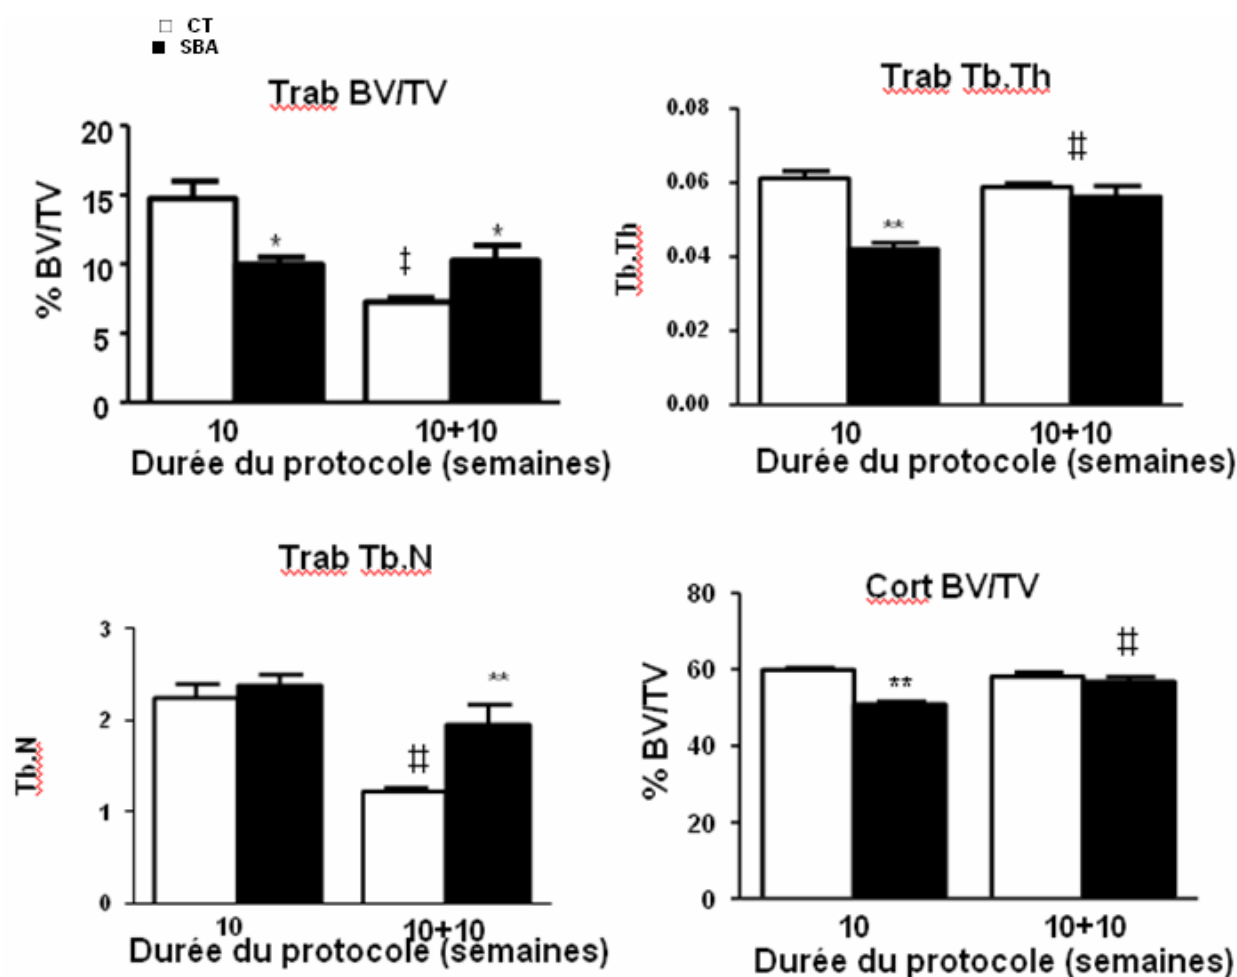 CT
SBA
Trab BV/TV
% BV/TV
20
15
10
5
0
*
‡
*
10
10+10
Durée du protocole (semaines)
Trab Tb.Th
Tb.Th
0.08
0.06
0.04
0.02
0.00
**
‡‡
10
10+10
Durée du protocole (semaines)
Trab Tb.N
Tb.N
3
2
1
0
‡‡
**
10
10+10
Durée du protocole (semaines)
Cort BV/TV
% BV/TV
80
60
40
20
0
**
‡‡
10
10+10
Durée du protocole (semaines)